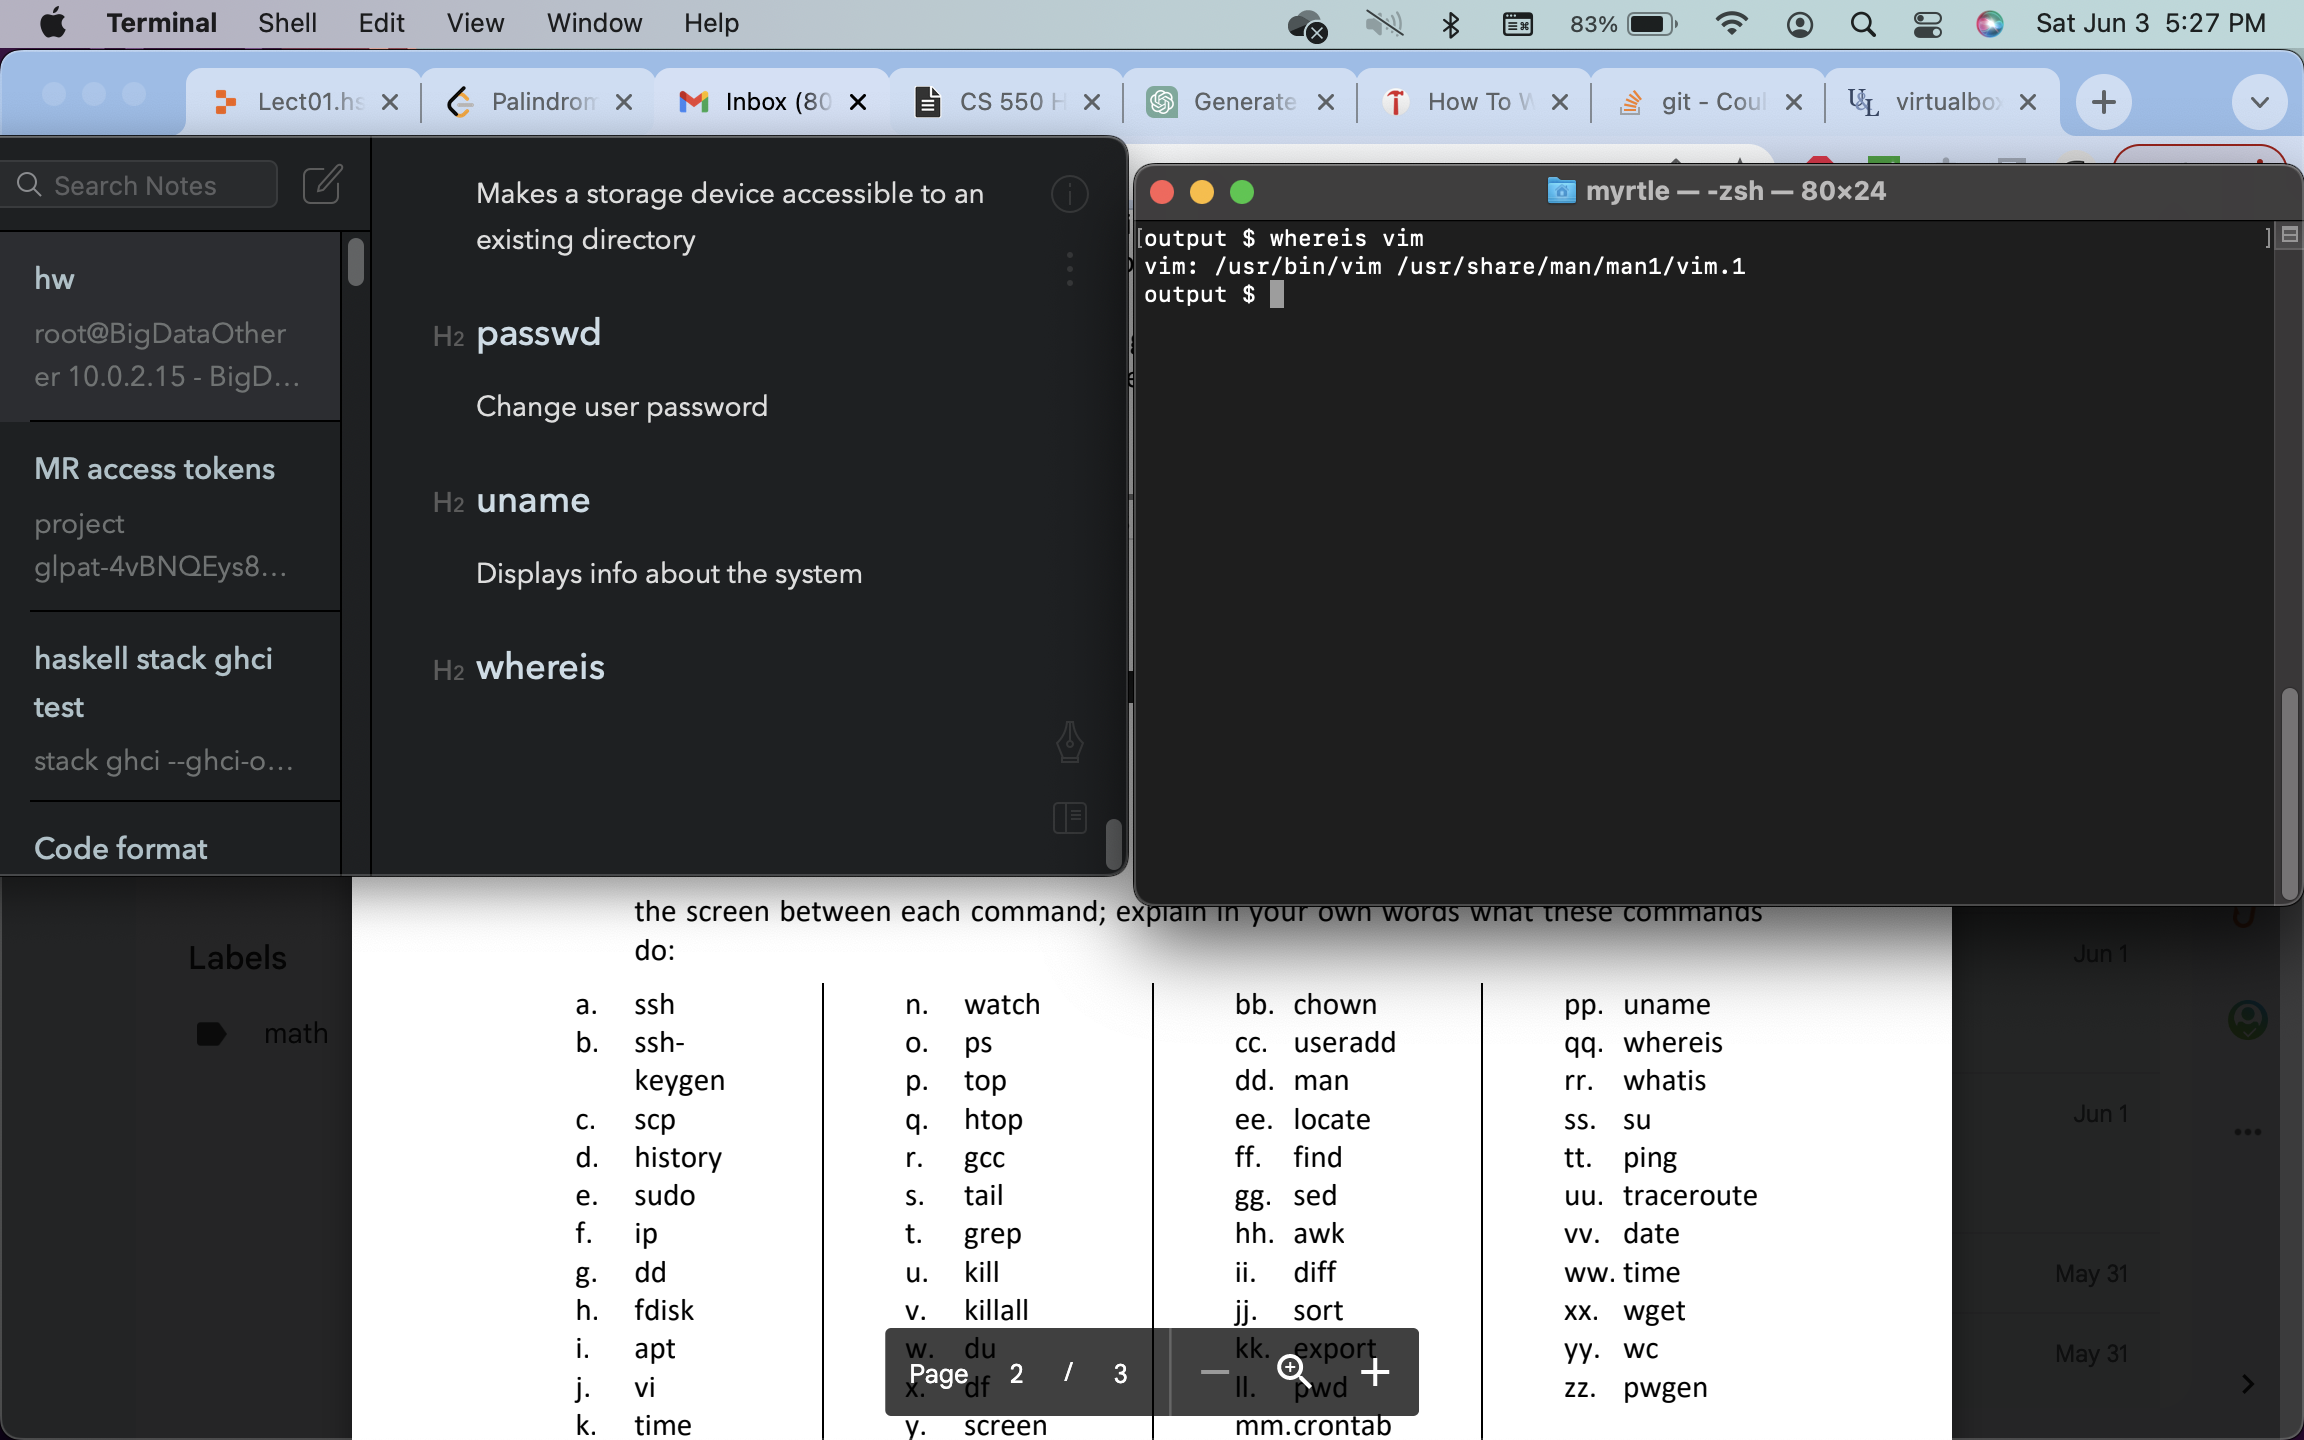 Terminal Shell Edit View Window Help 83% Sat Jun 3 5:27 PM
Lect01.hs Palindrom Inbox (80 CS 550 H Generate How To W git - Coul virtualbox
Search Notes
hw
root@BigDataOther
er 10.0.2.15 - BigD...
MR access tokens
project
glpat-4vBNQEys8...
haskell stack ghci
test
stack ghci --ghci-o...
Code format
Makes a storage device accessible to an
existing directory
H2 passwd
Change user password
H2 uname
Displays info about the system
H2 whereis
myrtle — -zsh — 80×24
[output $ whereis vim ]
vim: /usr/bin/vim /usr/share/man/man1/vim.1
output $
Labels
math
the screen between each command; explain in your own words what these commands
do:
a. ssh
b. ssh-
keygen
c. scp
d. history
e. sudo
f. ip
g. dd
h. fdisk
i. apt
j. vi
k. time
n. watch
o. ps
p. top
q. htop
r. gcc
s. tail
t. grep
u. kill
v. killall
w. du
x. df
y. screen
bb. chown
cc. useradd
dd. man
ee. locate
ff. find
gg. sed
hh. awk
ii. diff
jj. sort
kk. export
ll. pwd
mm. crontab
pp. uname
qq. whereis
rr. whatis
ss. su
tt. ping
uu. traceroute
vv. date
ww. time
xx. wget
yy. wc
zz. pwgen
Page 2 / 3
Jun 1
Jun 1
May 31
May 31